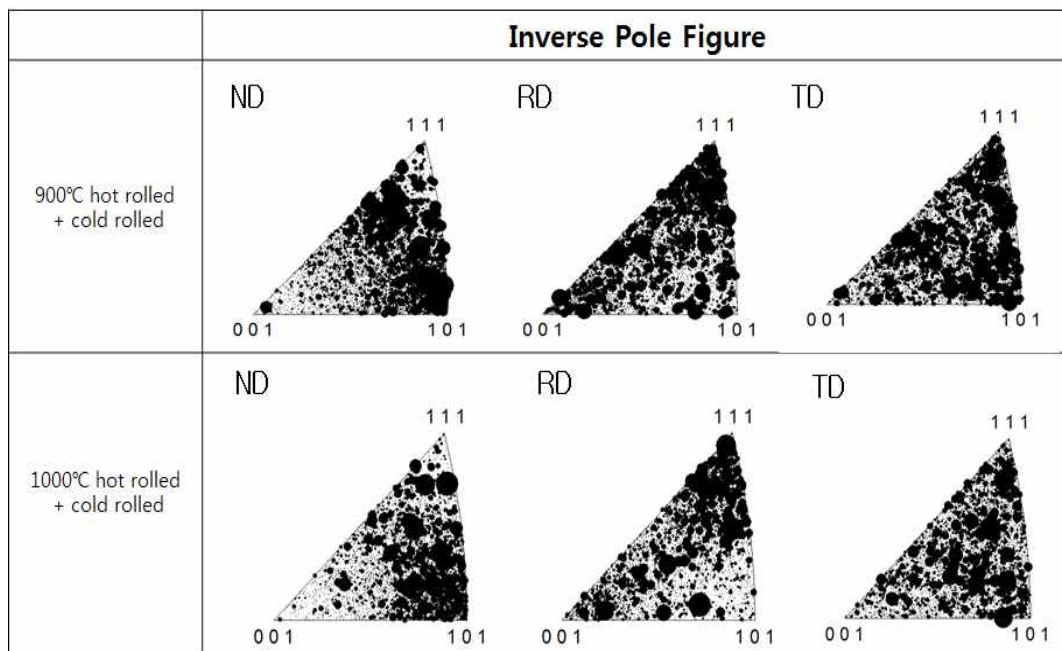 Inverse Pole Figure
900℃ hot rolled
+ cold rolled
ND
111
001
101
RD
111
001
101
TD
111
001
101
1000℃ hot rolled
+ cold rolled
ND
111
001
101
RD
111
001
101
TD
111
001
101